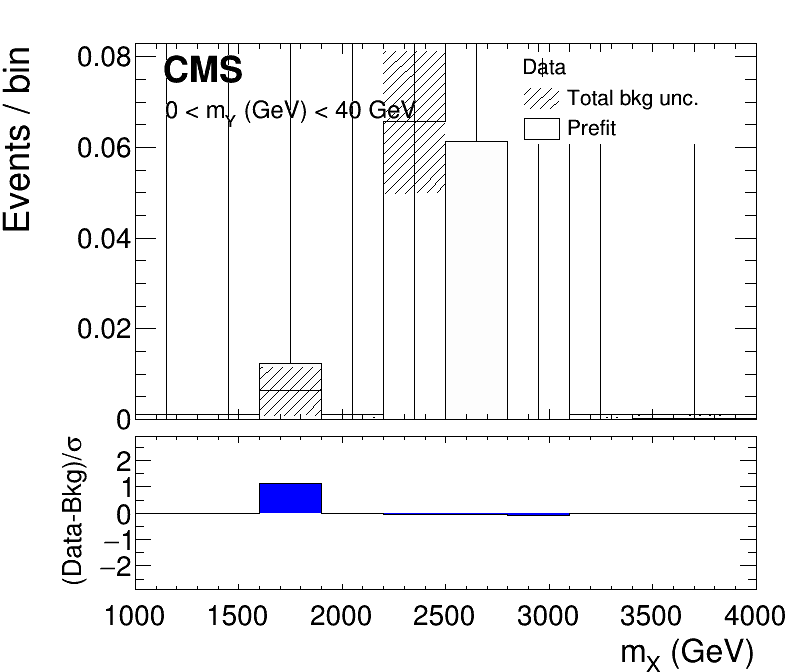 Events / bin
0.08
0.06
0.04
0.02
0
CMS
0 < mY (GeV) < 40 GeV
Data
Total bkg unc.
Prefit
(Data-Bkg)/σ
2
1
0
−1
−2
1000 1500 2000 2500 3000 3500 4000
mX (GeV)